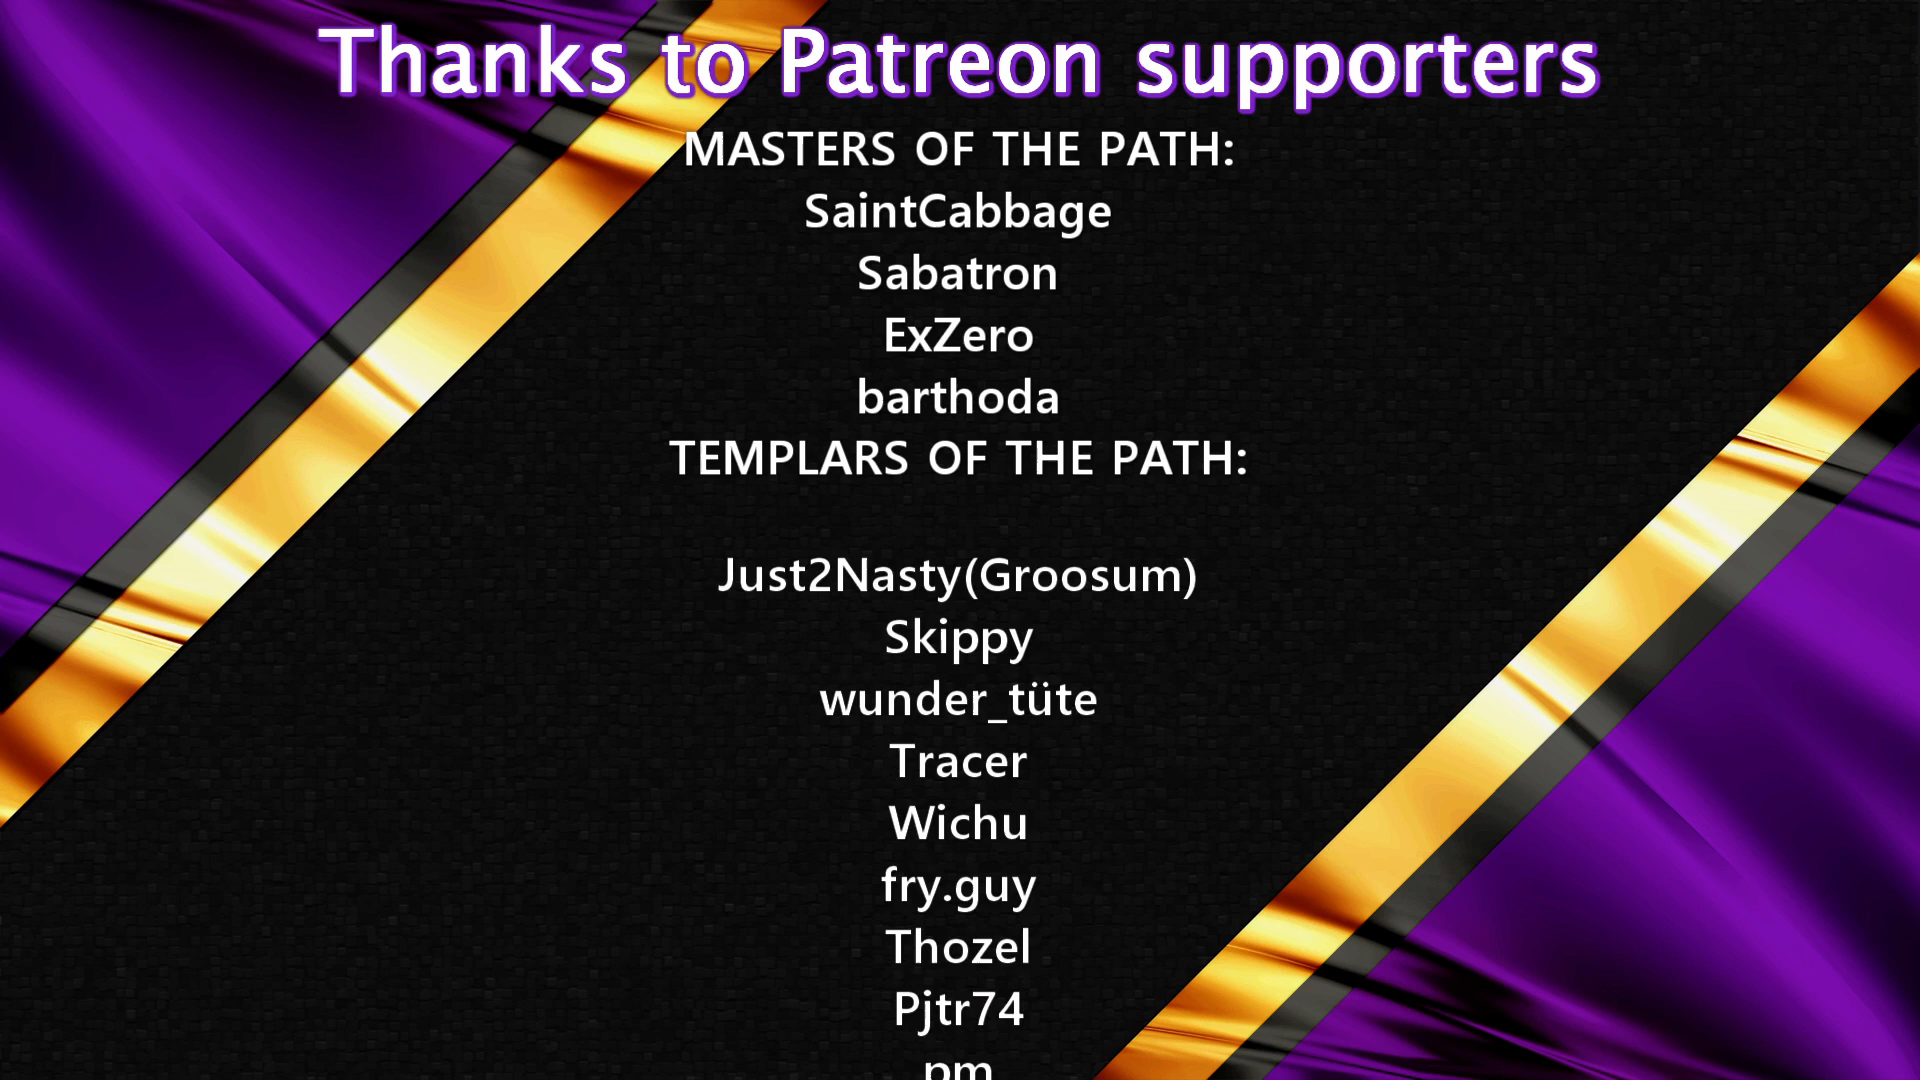 Thanks to Patreon supporters
MASTERS OF THE PATH:
SaintCabbage
Sabatron
ExZero
barthoda
TEMPLARS OF THE PATH:
Just2Nasty(Groosum)
Skippy
wunder_tüte
Tracer
Wichu
fry.guy
Thozel
Pjtr74
pm